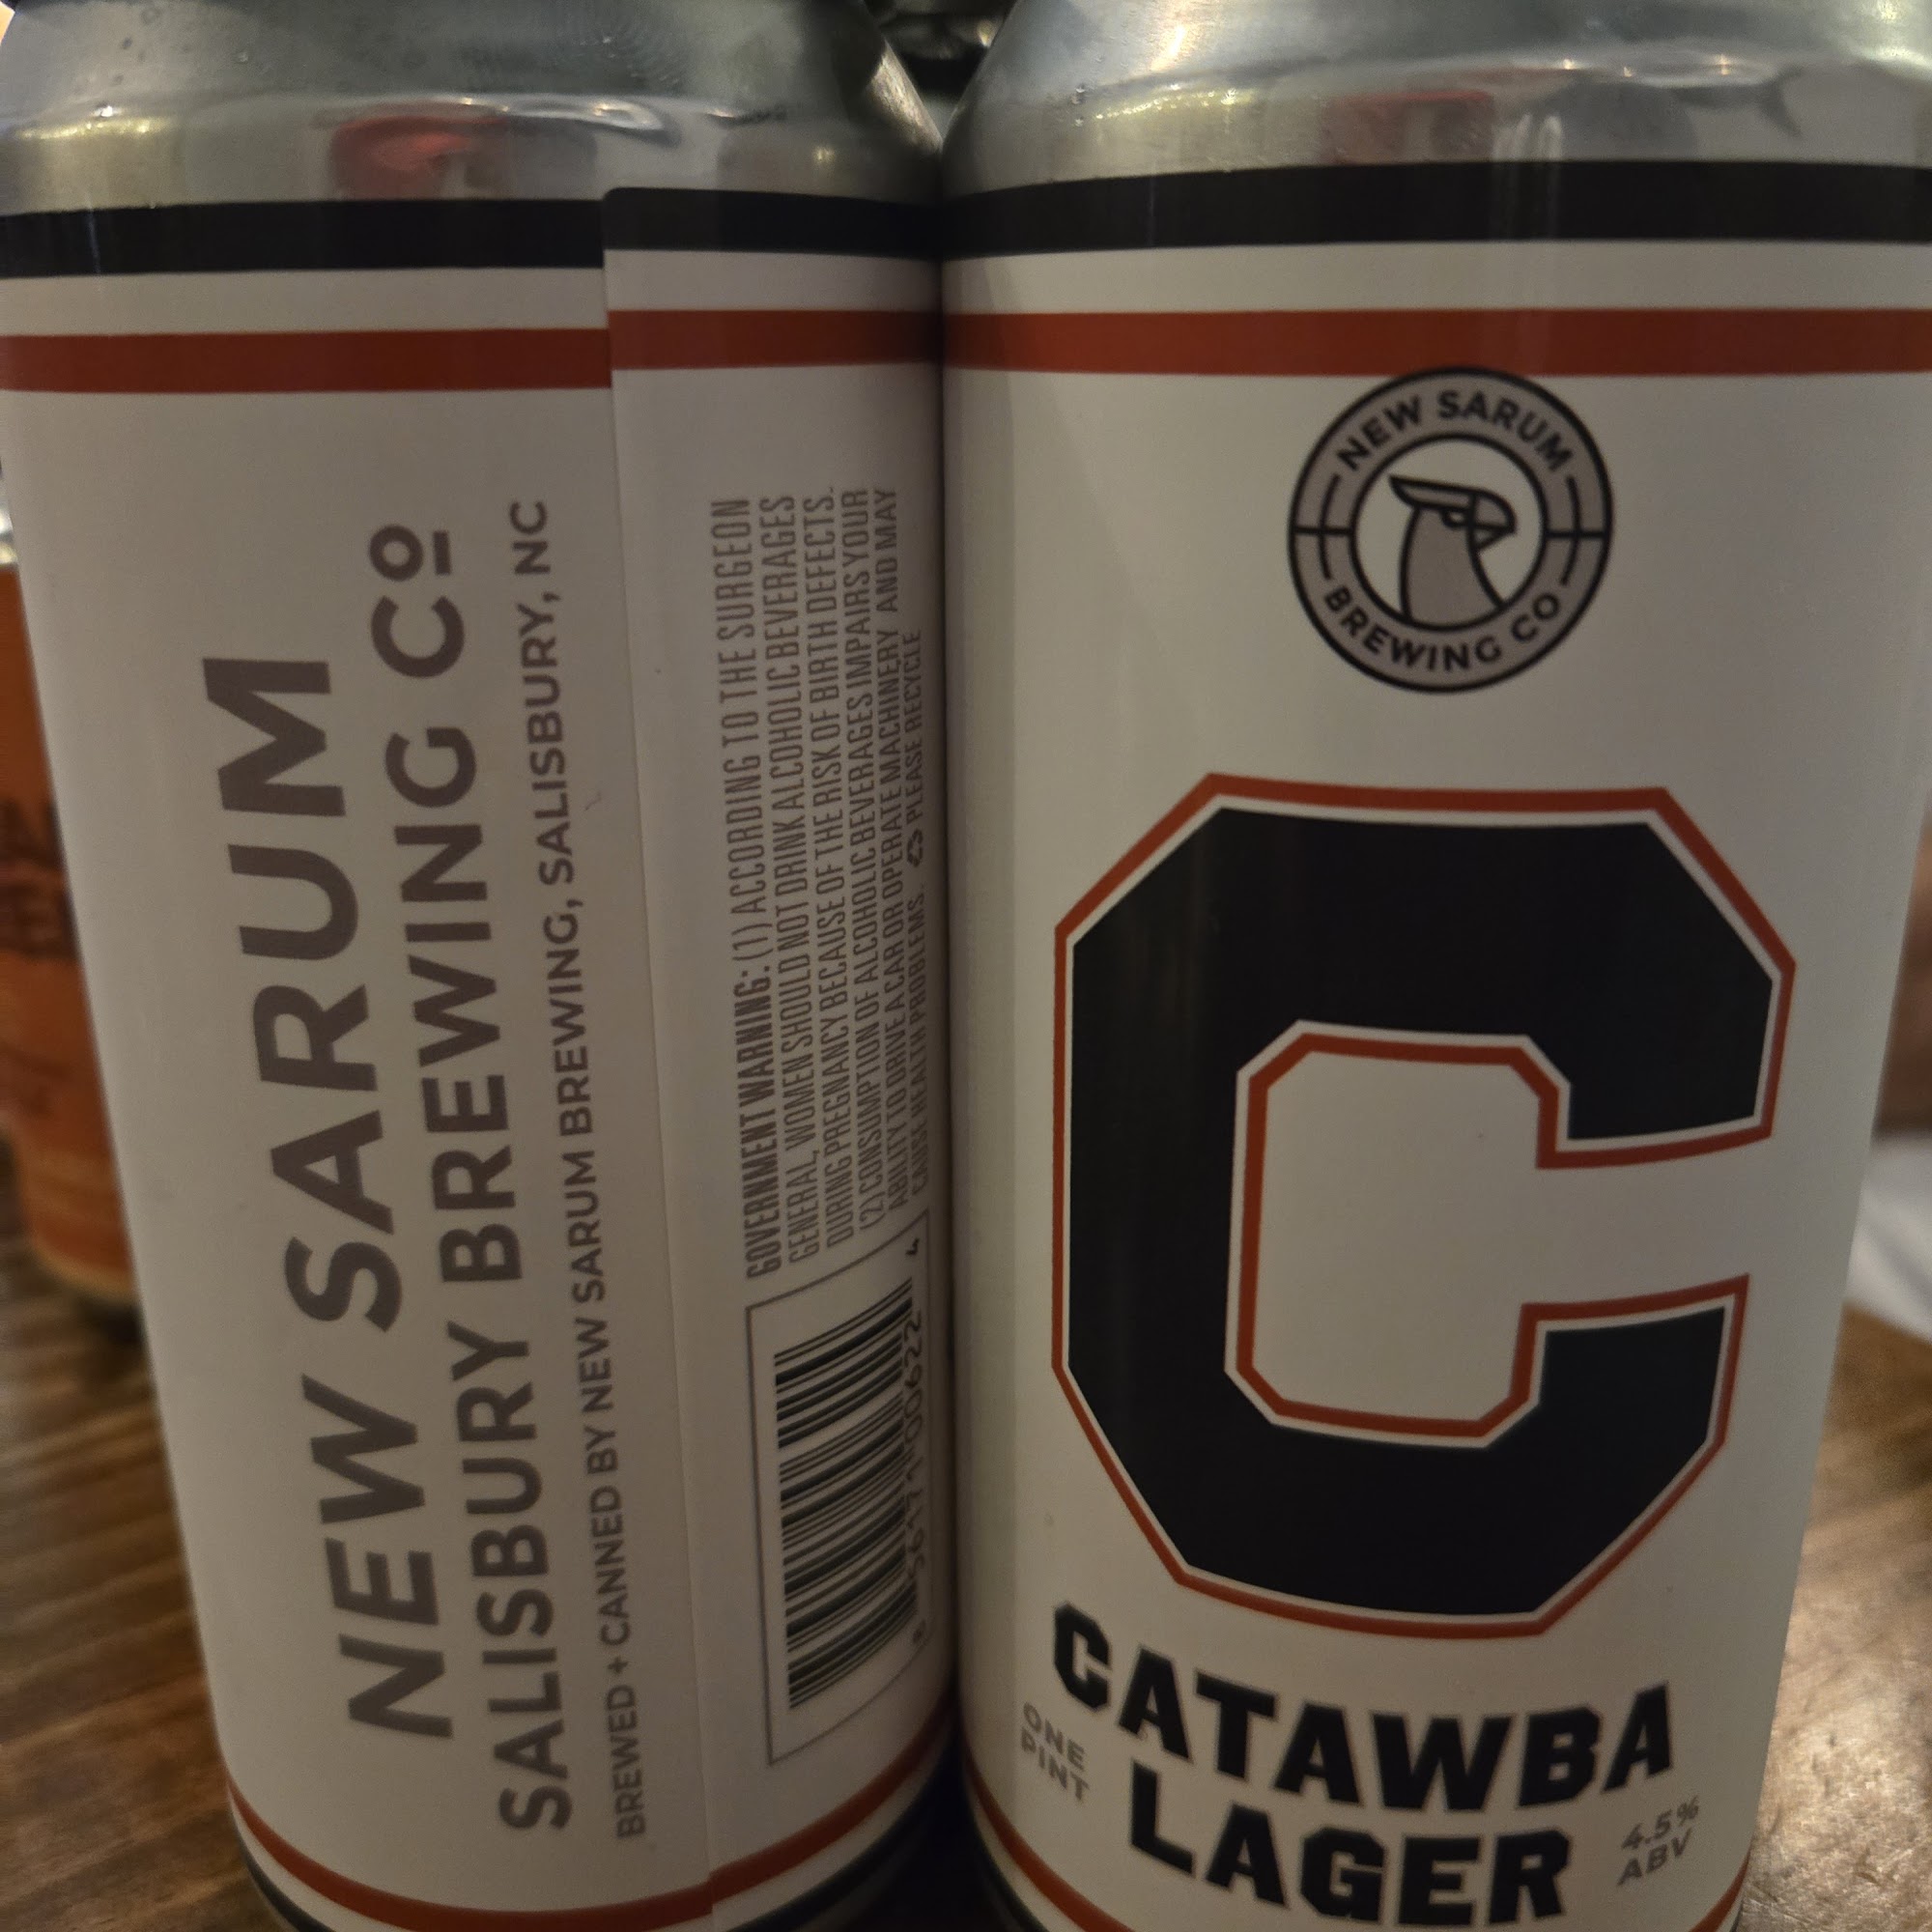 NEW SARUM
SALISBURY BREWING Cº
BREWED + CANNED BY NEW SARUM BREWING, SALISBURY, NC
GOVERNMENT WARNING: (1) ACCORDING TO THE SURGEON
GENERAL, WOMEN SHOULD NOT DRINK ALCOHOLIC BEVERAGES
DURING PREGNANCY BECAUSE OF THE RISK OF BIRTH DEFECTS.
(2) CONSUMPTION OF ALCOHOLIC BEVERAGES IMPAIRS YOUR
ABILITY TO DRIVE A CAR OR OPERATE MACHINERY AND MAY
CAUSE HEALTH PROBLEMS. ♻ PLEASE RECYCLE
NEW SARUM
BREWING CO
C
CATAWBA
LAGER
ONE
PINT
4.5%
ABV